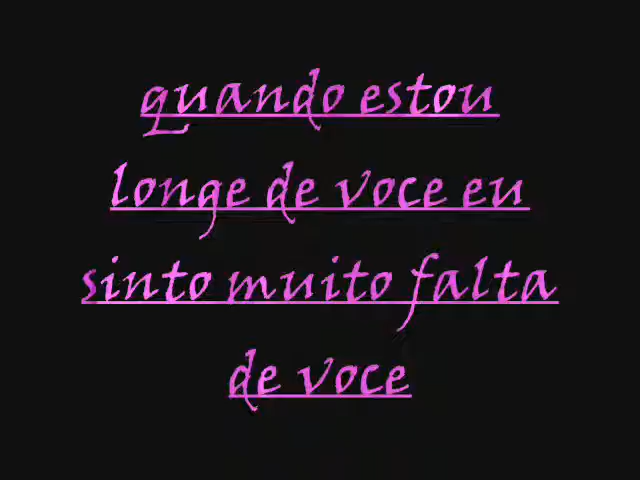 quando estou
longe de voce eu
sinto muito falta
de voce